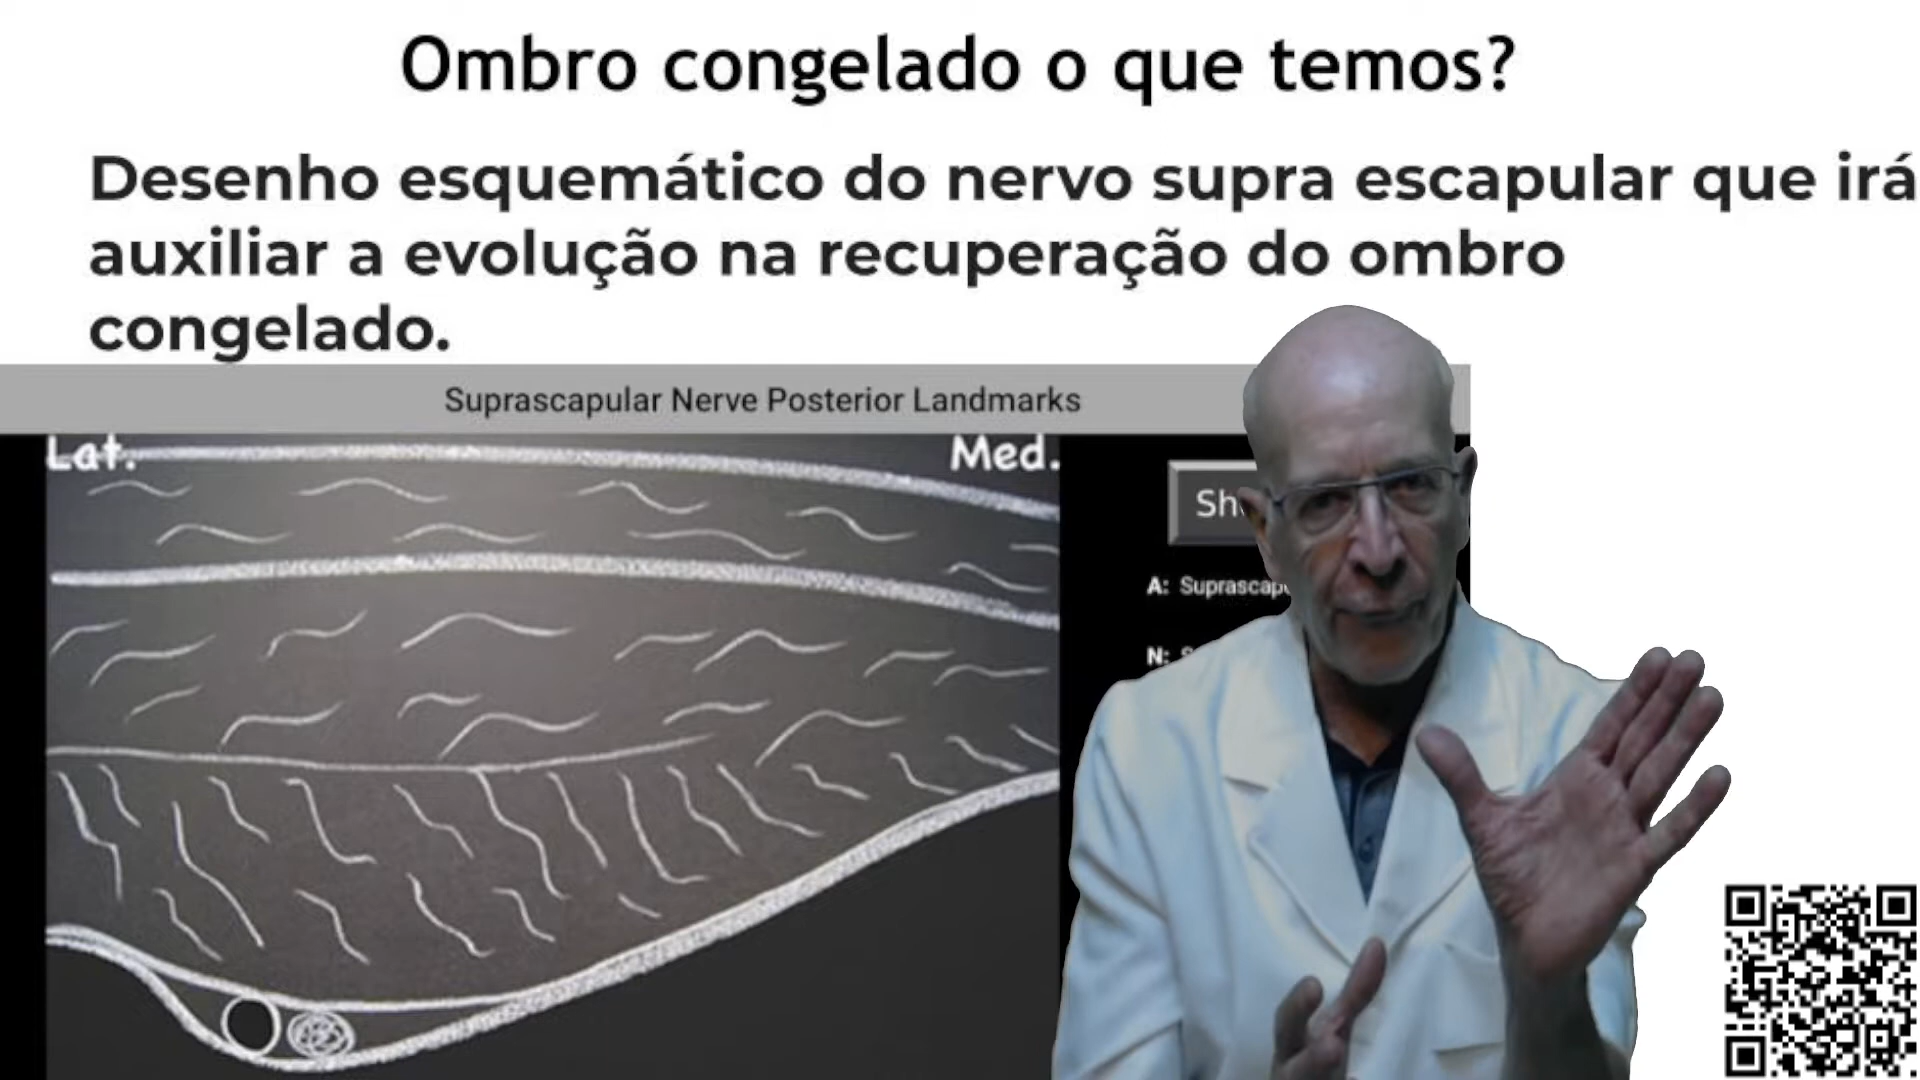 Ombro congelado o que temos?
Desenho esquemático do nervo supra escapular que irá
auxiliar a evolução na recuperação do ombro
congelado.
Suprascapular Nerve Posterior Landmarks
Lat.
Med.
A:
N: